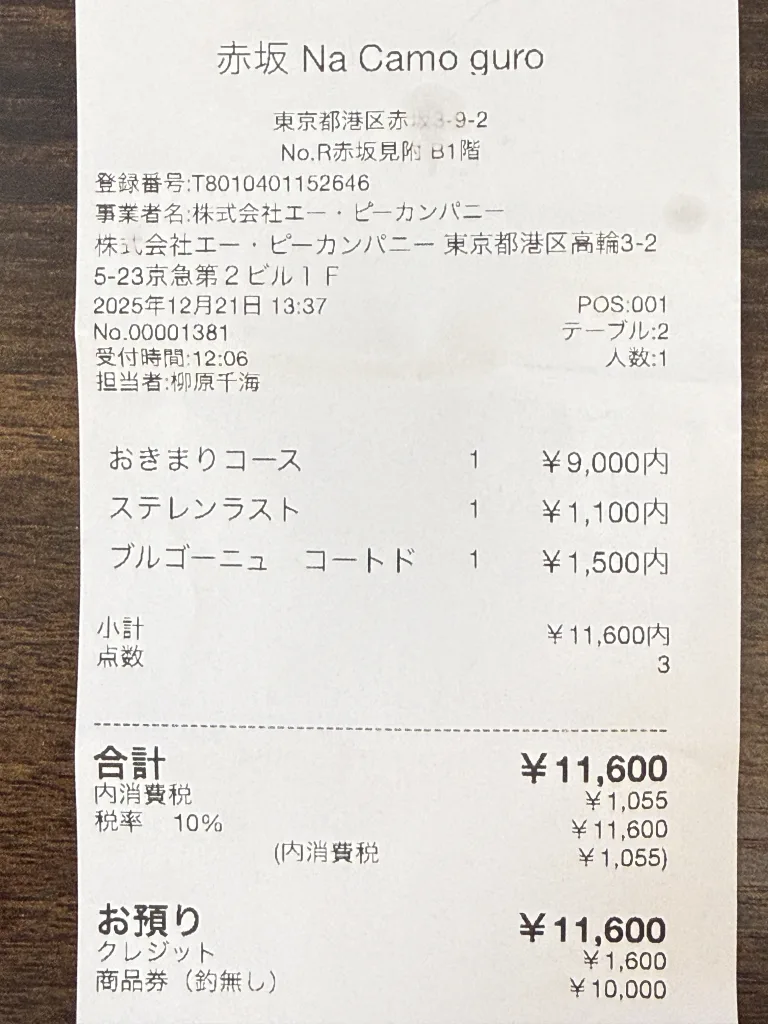 赤坂 Na Camo guro
東京都港区赤坂3-9-2
No.R赤坂見附 B1階
登録番号:T8010401152646
事業者名:株式会社エー・ピーカンパニー
株式会社エー・ピーカンパニー 東京都港区高輪3-2
5-23京急第２ビル１Ｆ
2025年12月21日 13:37 POS:001
No.00001381 テーブル:2
受付時間:12:06 人数:1
担当者:柳原千海
おきまりコース 1 ¥9,000内
ステレンラスト 1 ¥1,100内
ブルゴーニュ　コートド 1 ¥1,500内
小計 ¥11,600内
点数 3
合計 ¥11,600
内消費税 ¥1,055
税率 10% ¥11,600
(内消費税 ¥1,055)
お預り ¥11,600
クレジット ¥1,600
商品券（釣無し） ¥10,000